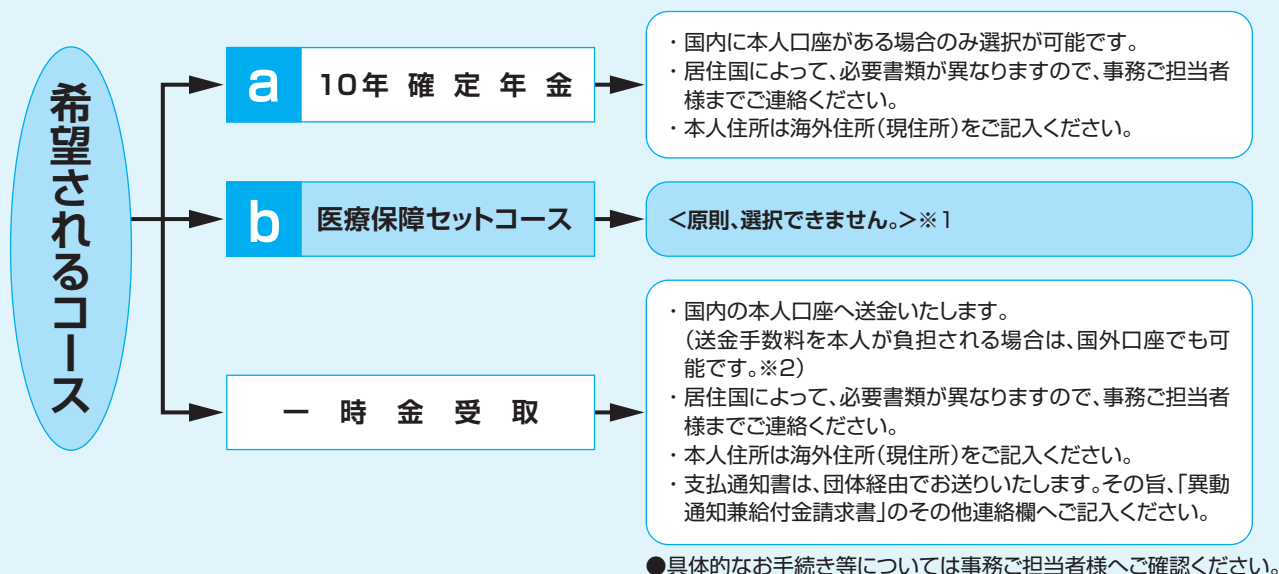 希望されるコース
a 10年確定年金
・国内に本人口座がある場合のみ選択が可能です。
・居住国によって、必要書類が異なりますので、事務ご担当者
様までご連絡ください。
・本人住所は海外住所(現住所)をご記入ください。
b 医療保障セットコース
<原則、選択できません。>※1
一時金受取
・国内の本人口座へ送金いたします。
(送金手数料を本人が負担される場合は、国外口座でも可
能です。※2)
・居住国によって、必要書類が異なりますので、事務ご担当者
様までご連絡ください。
・本人住所は海外住所(現住所)をご記入ください。
・支払通知書は、団体経由でお送りいたします。その旨、「異動
通知兼給付金請求書」のその他連絡欄へご記入ください。
●具体的なお手続き等については事務ご担当者様へご確認ください。